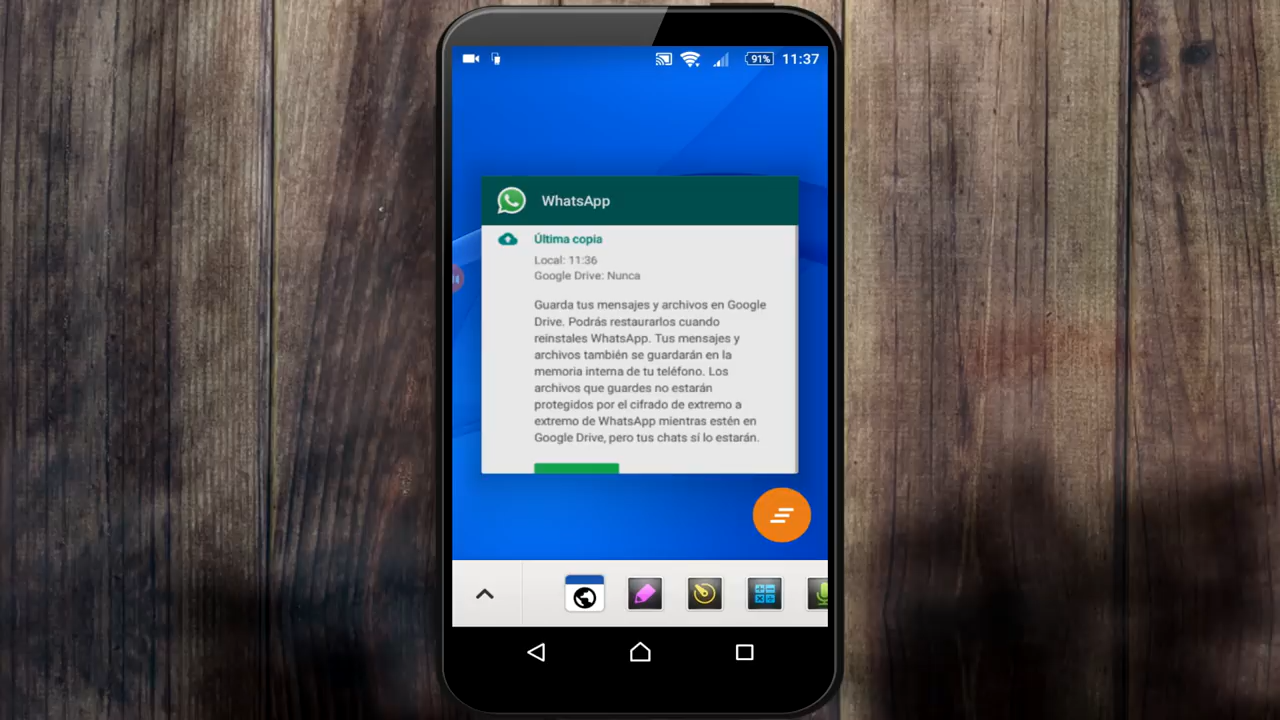 91% 11:37
WhatsApp
Última copia
Local: 11:36
Google Drive: Nunca
Guarda tus mensajes y archivos en Google
Drive. Podrás restaurarlos cuando
reinstales WhatsApp. Tus mensajes y
archivos también se guardarán en la
memoria interna de tu teléfono. Los
archivos que guardes no estarán
protegidos por el cifrado de extremo a
extremo de WhatsApp mientras estén en
Google Drive, pero tus chats sí lo estarán.